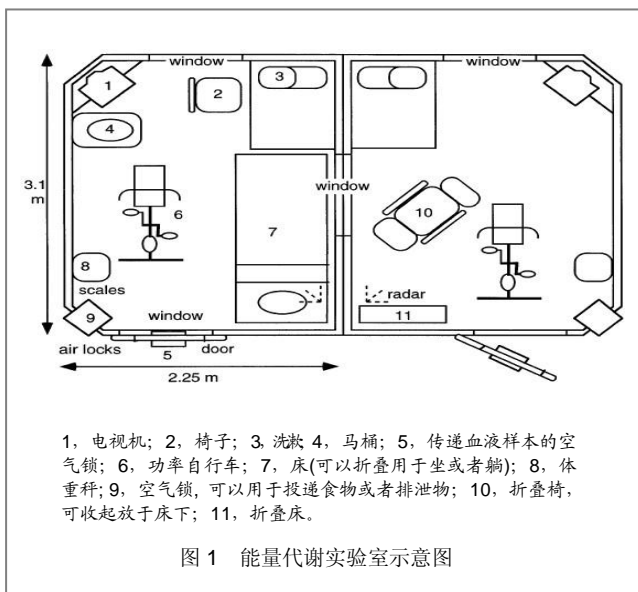 window
window
1
2
3
4
3.1
m
window
6
7
10
8
scales
radar
window
9
11
air locks
5
door
2.25 m
1，电视机；2，椅子；3, 洗漱 4，马桶；5，传递血液样本的空
气锁；6，功率自行车；7，床(可以折叠用于坐或者躺)；8，体
重秤; 9，空气锁, 可以用于投递食物或者排泄物；10，折叠椅，
可收起放于床下；11，折叠床。
图 1 能量代谢实验室示意图